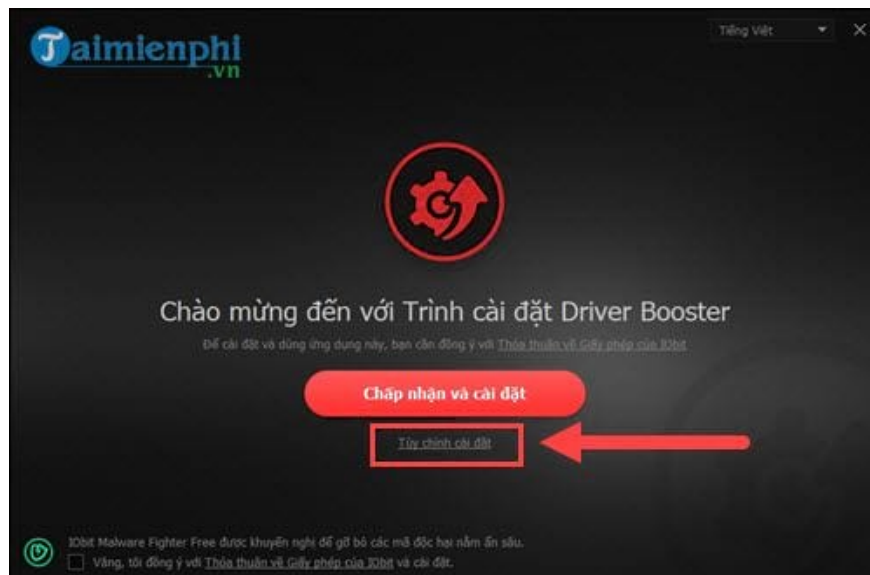 Taimienphi
.vn
Tiếng Việt
Chào mừng đến với Trình cài đặt Driver Booster
Để cài đặt và dùng ứng dụng này, bạn cần đồng ý với Thỏa thuận về Giấy phép của IObit
Chấp nhận và cài đặt
Tùy chỉnh cài đặt
IObit Malware Fighter Free được khuyến nghị để gỡ bỏ các mã độc hại nằm ẩn sâu.
Vâng, tôi đồng ý với Thỏa thuận về Giấy phép của IObit và cài đặt.